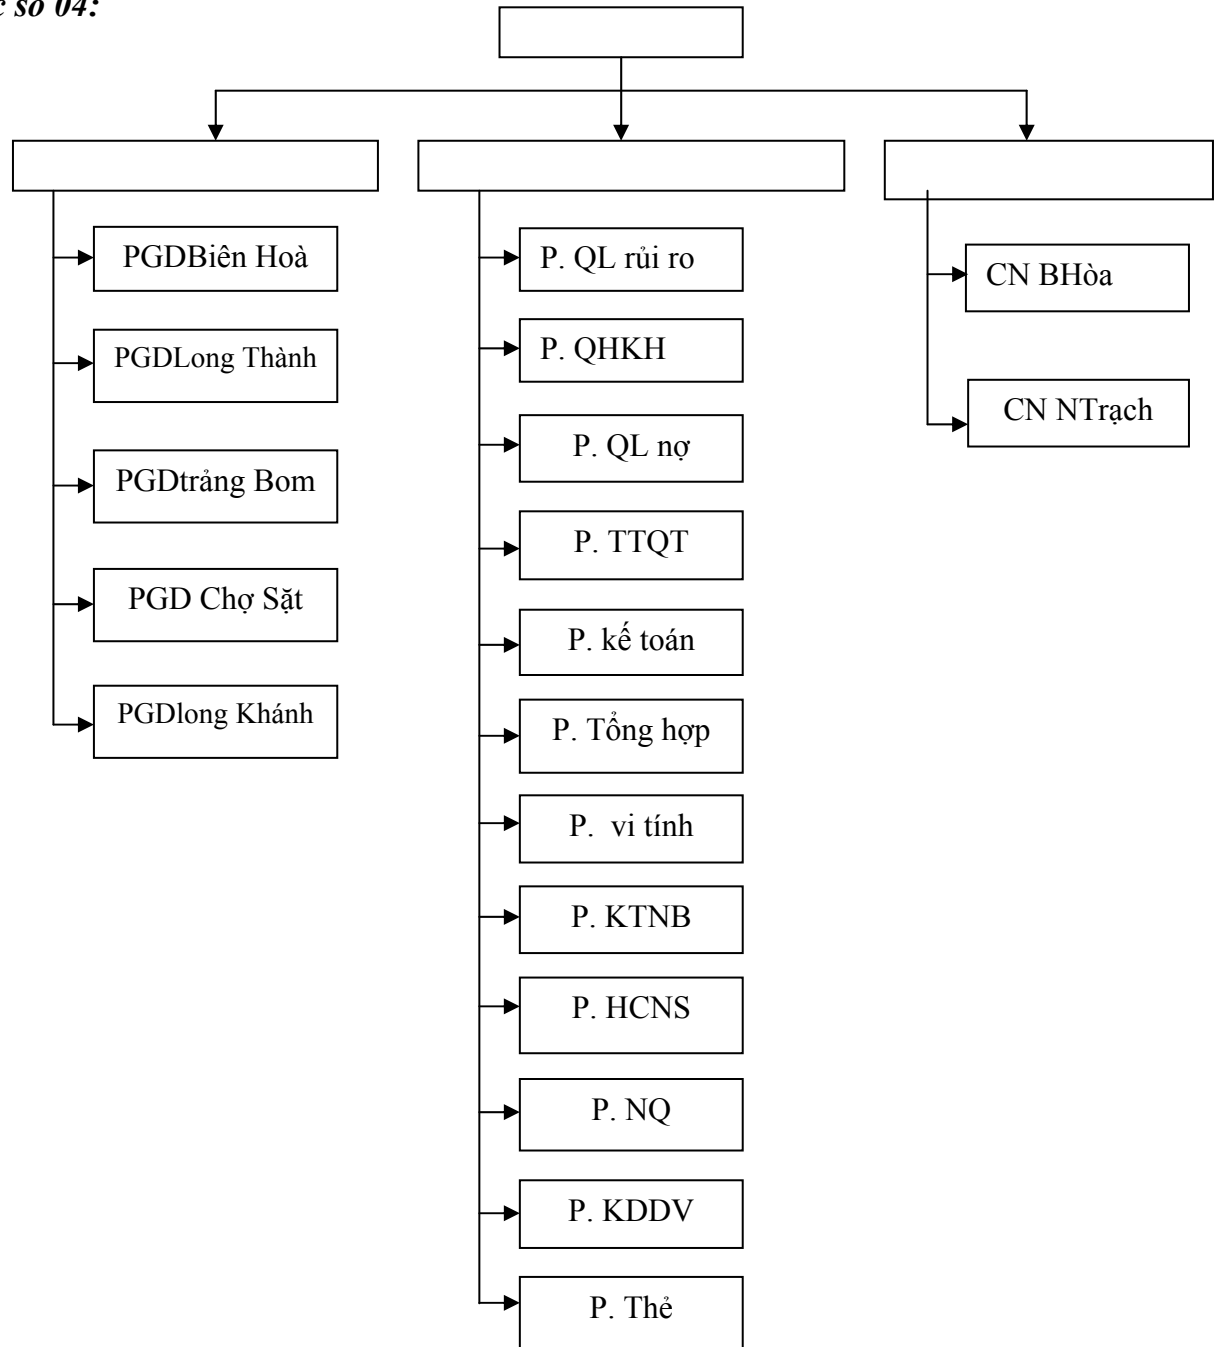 số 04:
PGDBiên Hoà
PGDLong Thành
PGDtrảng Bom
PGD Chợ Sặt
PGDlong Khánh
P. QL rủi ro
P. QHKH
P. QL nợ
P. TTQT
P. kế toán
P. Tổng hợp
P. vi tính
P. KTNB
P. HCNS
P. NQ
P. KDDV
P. Thẻ
CN BHòa
CN NTrạch